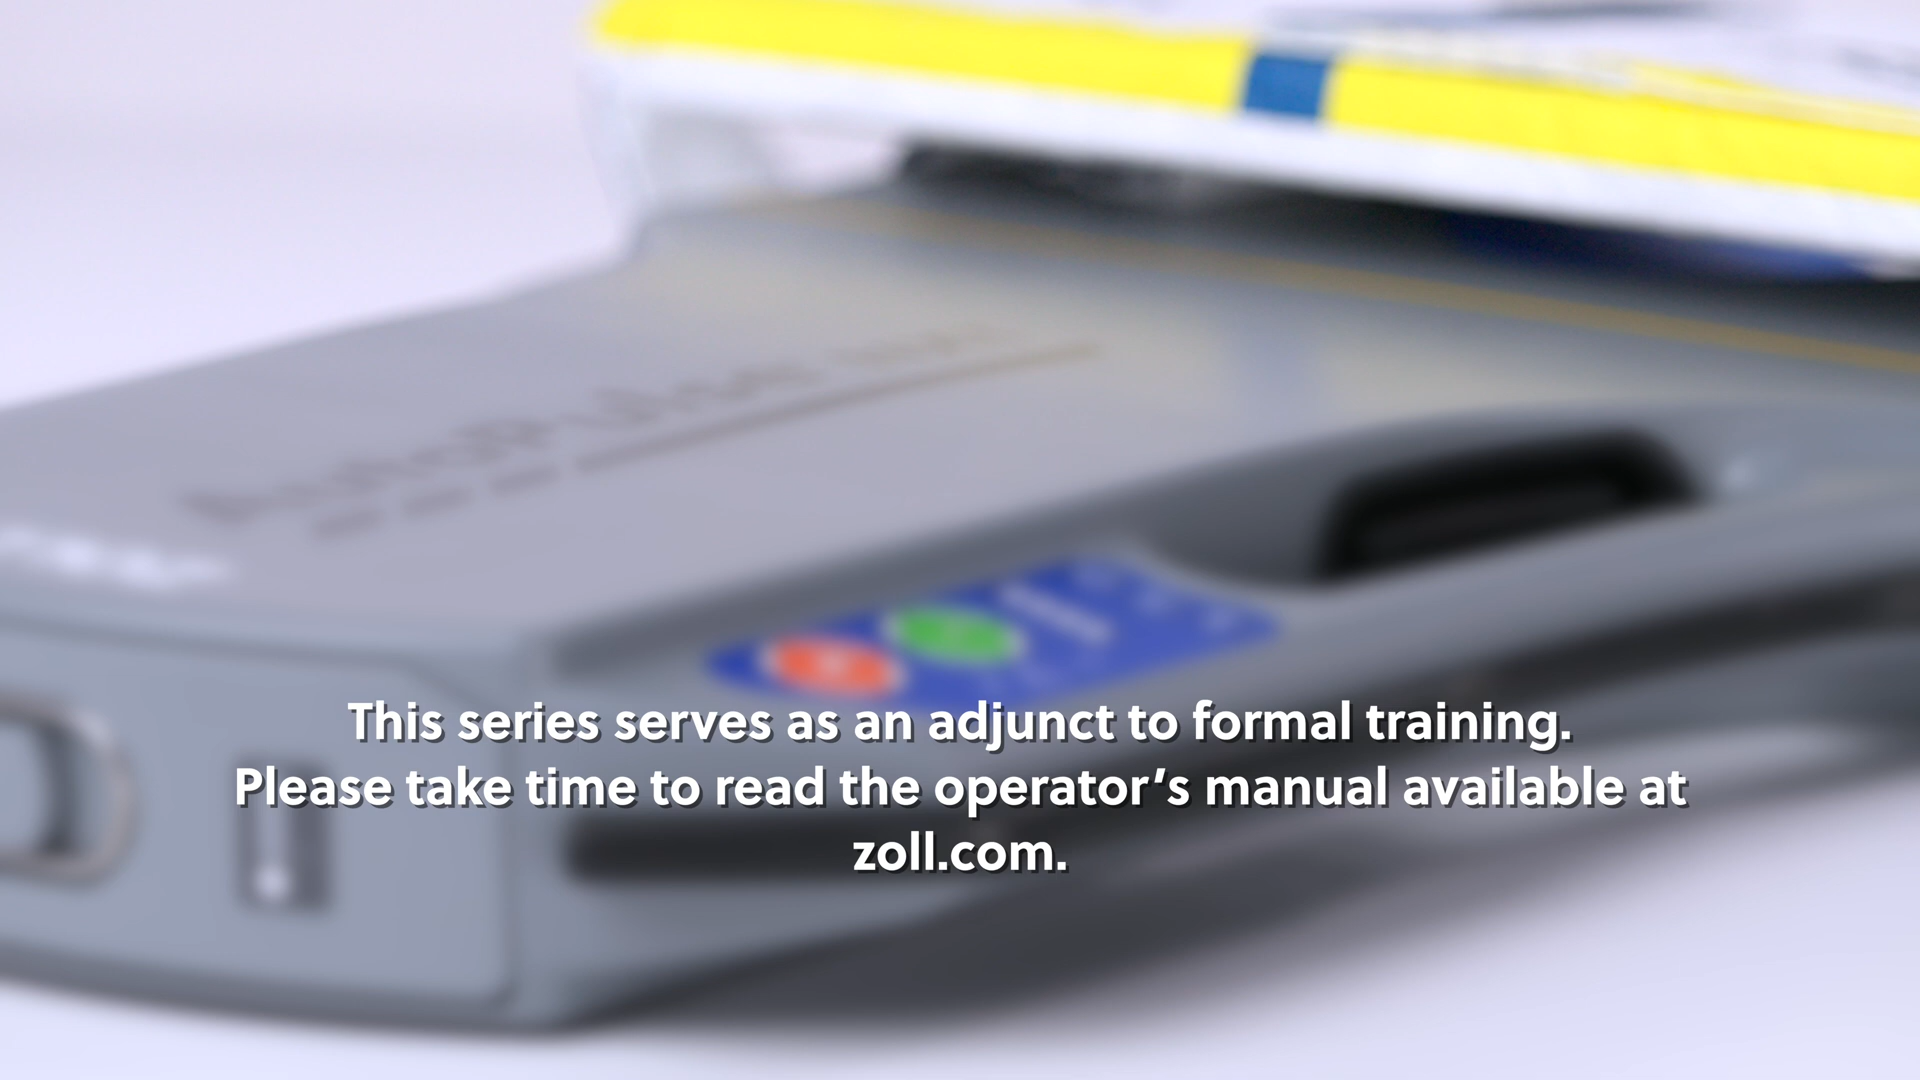 AutoPulse
This series serves as an adjunct to formal training.
Please take time to read the operator’s manual available at
zoll.com.